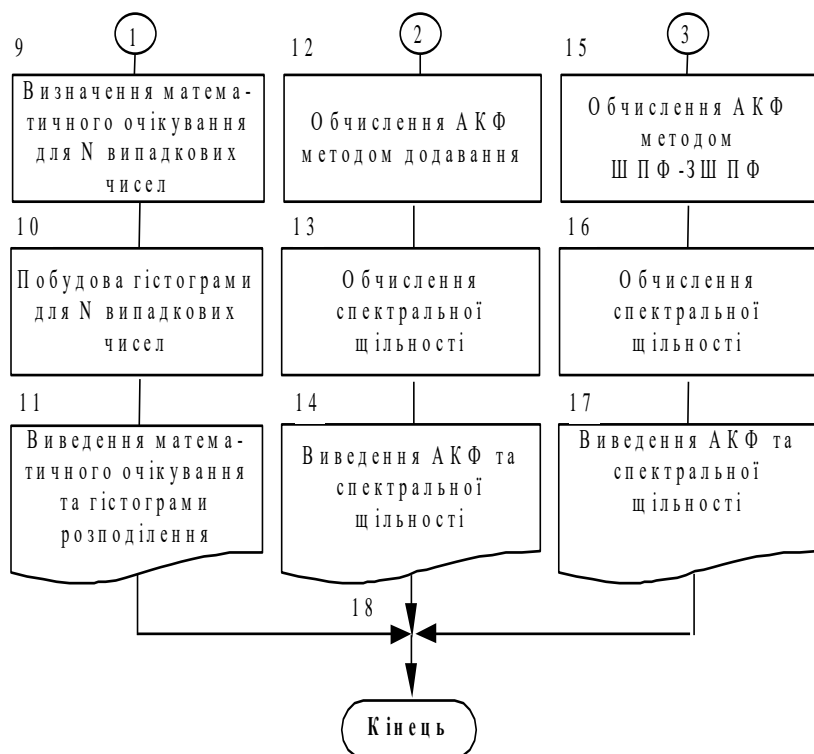 1
2
3
9
Визначення матема-
тичного очікування
для N випадкових
чисел
12
Обчислення АКФ
методом додавання
15
Обчислення АКФ
методом
ШПФ-ЗШПФ
10
Побудова гістограми
для N випадкових
чисел
13
Обчислення
спектральної
щільності
16
Обчислення
спектральної
щільності
11
Виведення матема-
тичного очікування
та гістограми
розподілення
14
Виведення АКФ та
спектральної
щільності
17
Виведення АКФ та
спектральної
щільності
18
Кінець